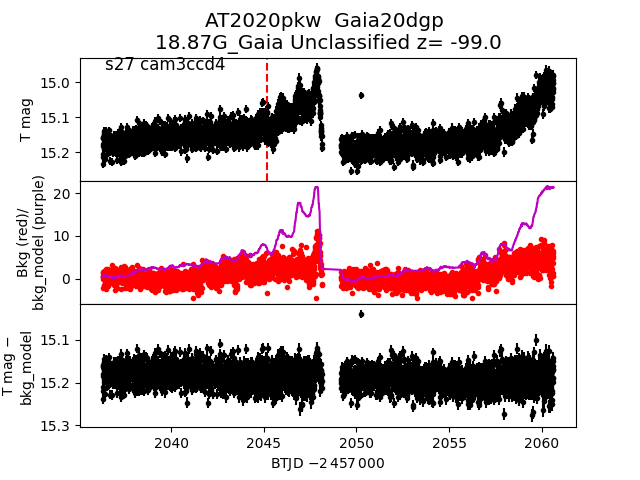 AT2020pkw  Gaia20dgp
18.87G_Gaia Unclassified z= -99.0
s27 cam3ccd4
T mag
15.0
15.1
15.2
Bkg (red)/
bkg_model (purple)
20
10
0
T mag −
bkg_model
15.1
15.2
15.3
2040
2045
2050
2055
2060
BTJD −2 457 000